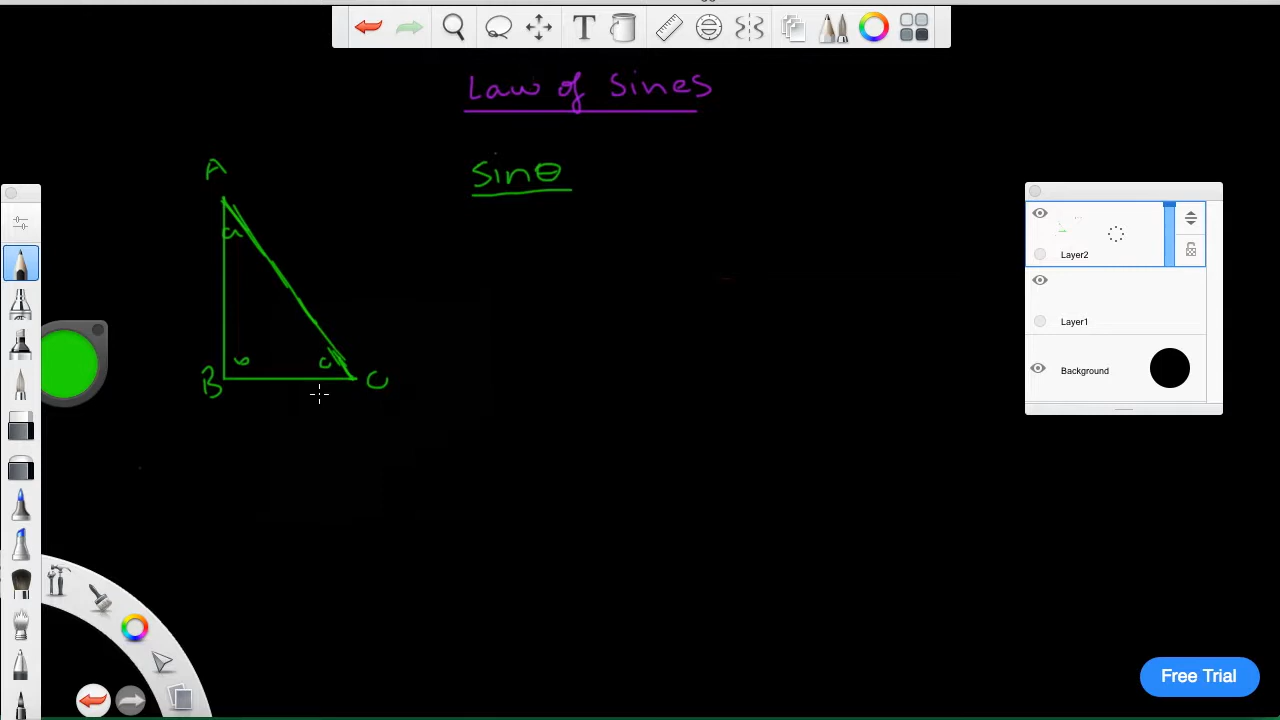 Law of Sines
Sinθ
A
a
B
b
c
C
Layer2
Layer1
Background
Free Trial